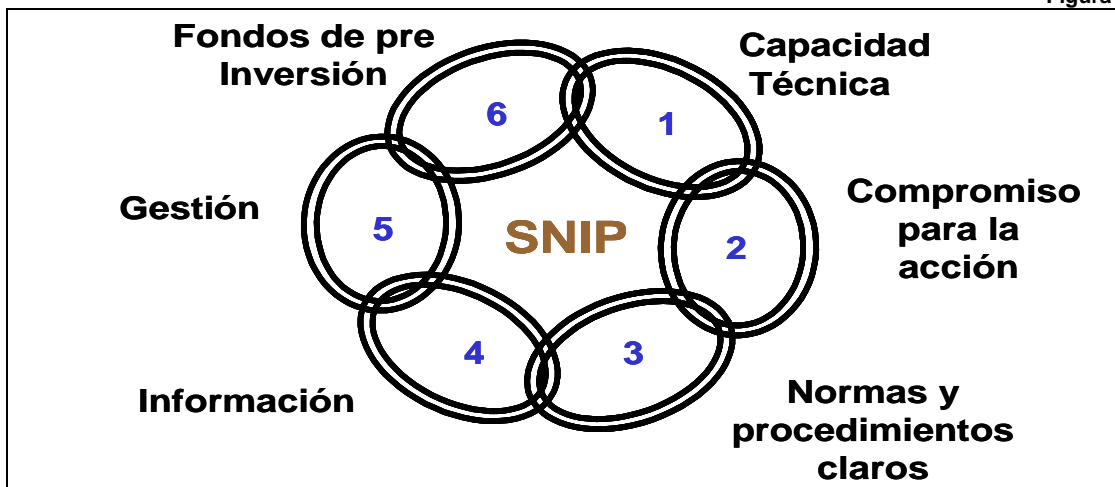 Figura
Fondos de pre
Inversión
Capacidad
Técnica
6
1
Gestión
5
SNIP
2
Compromiso
para la
acción
4
3
Información
Normas y
procedimientos
claros